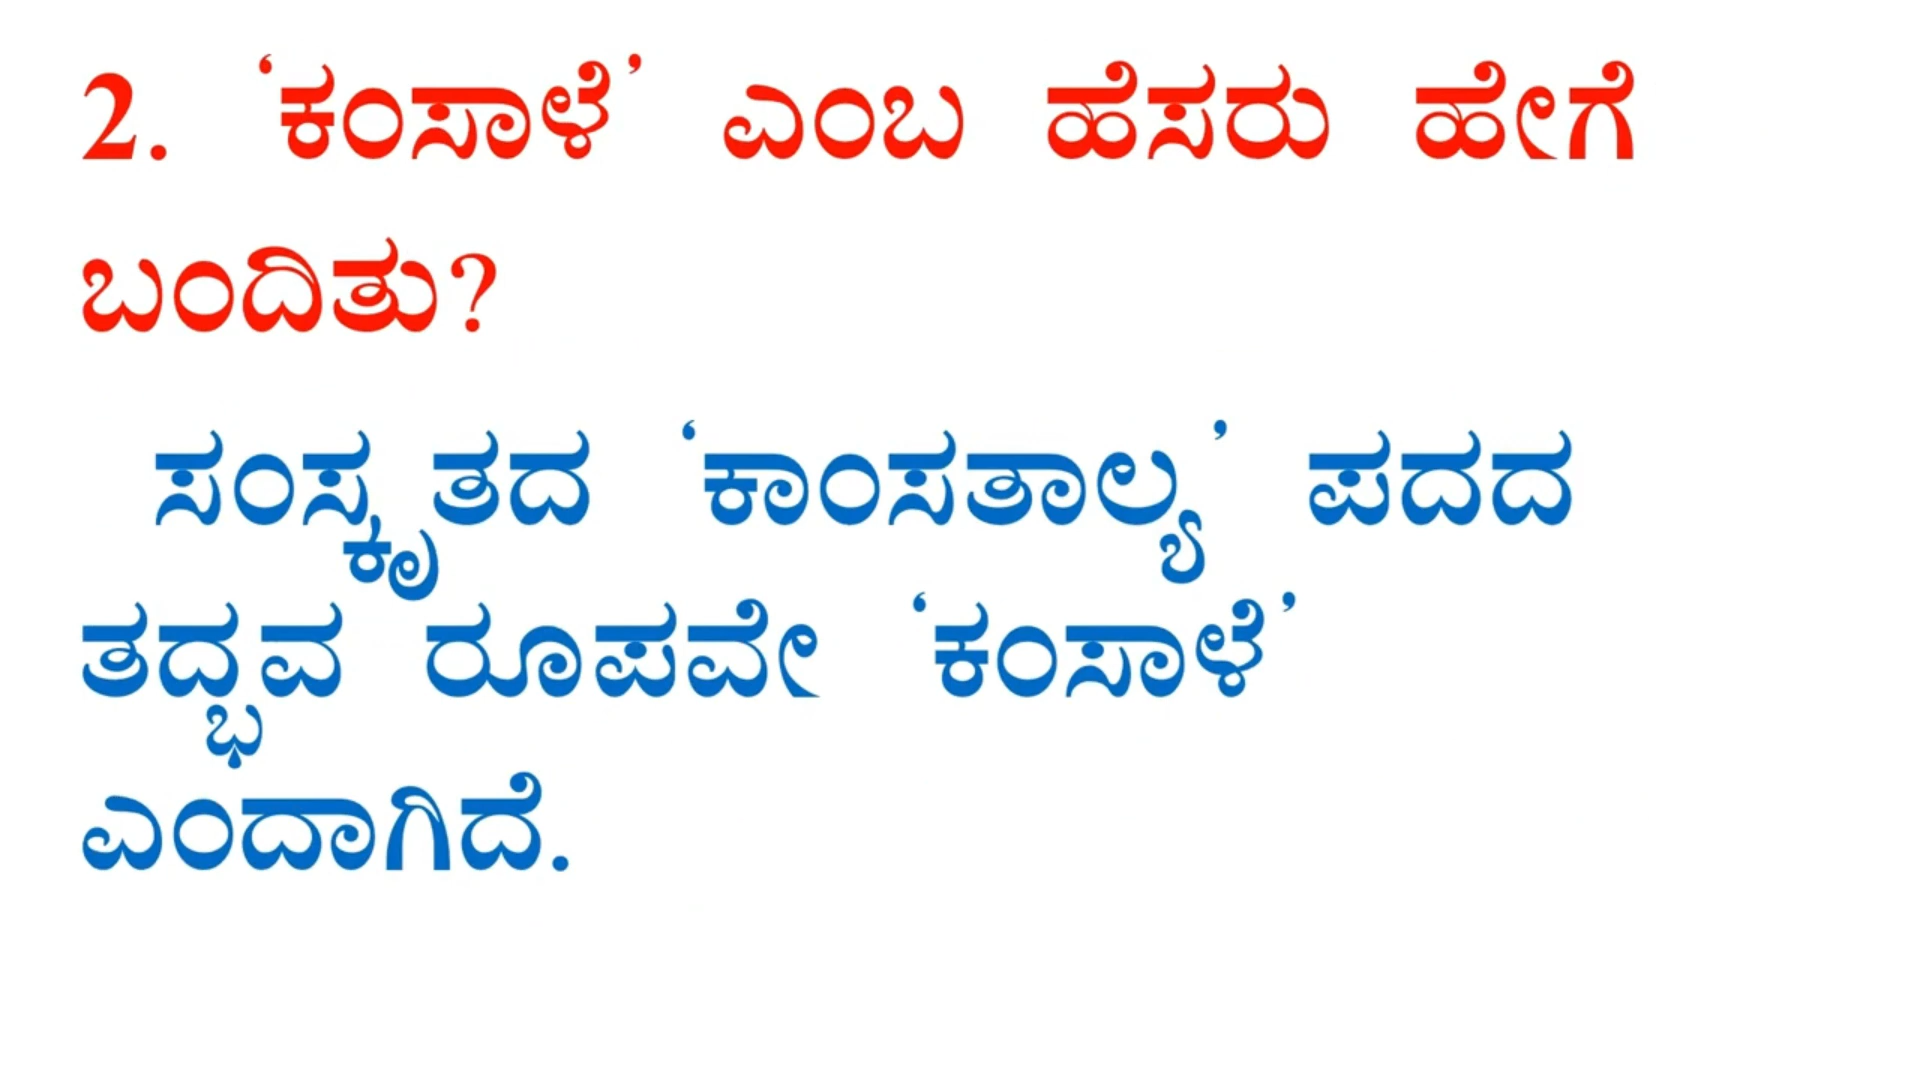 2. ‘ಕಂಸಾಳೆ’ ಎಂಬ ಹೆಸರು ಹೇಗೆ
ಬಂದಿತು?
ಸಂಸ್ಕೃತದ ‘ಕಾಂಸತಾಲ್ಯ’ ಪದದ
ತದ್ಭವ ರೂಪವೇ ‘ಕಂಸಾಳೆ’
ಎಂದಾಗಿದೆ.